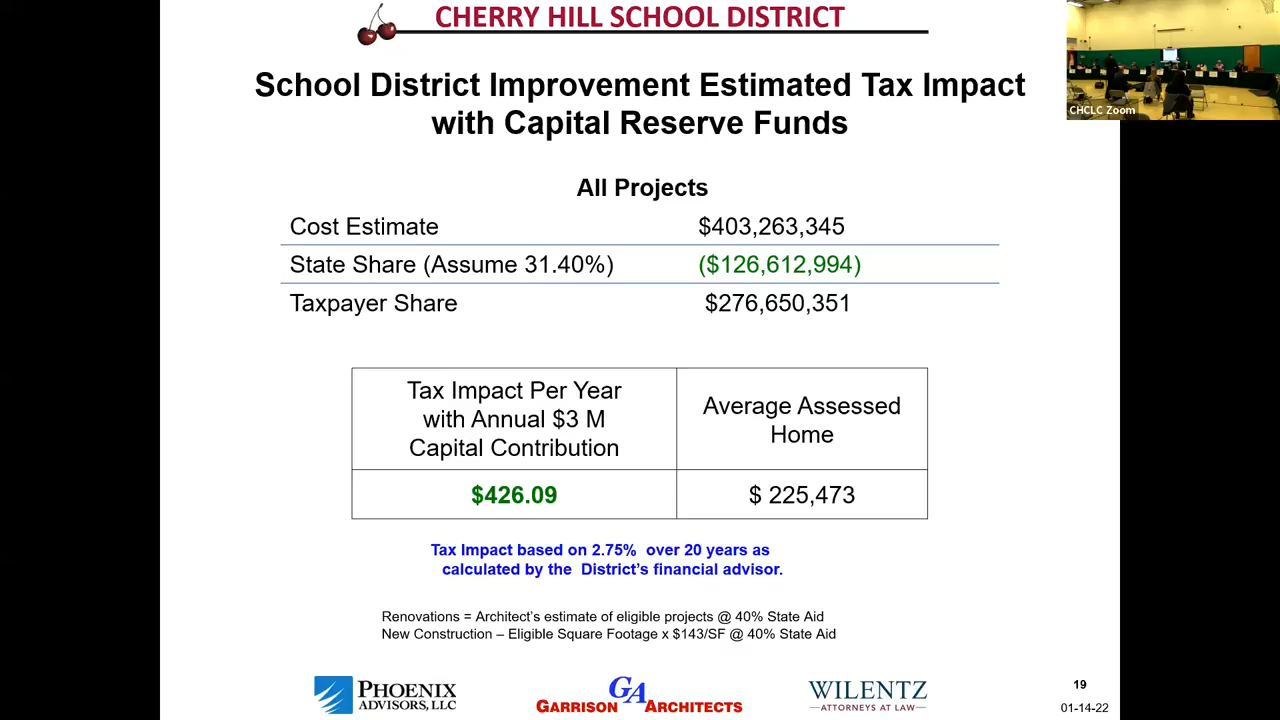 CHERRY HILL SCHOOL DISTRICT
CHCLC Zoom
School District Improvement Estimated Tax Impact
with Capital Reserve Funds
All Projects
Cost Estimate $403,263,345
State Share (Assume 31.40%) ($126,612,994)
Taxpayer Share $276,650,351
Tax Impact Per Year
with Annual $3 M
Capital Contribution
Average Assessed
Home
$426.09 $ 225,473
Tax Impact based on 2.75% over 20 years as
calculated by the District's financial advisor.
Renovations = Architect's estimate of eligible projects @ 40% State Aid
New Construction – Eligible Square Footage x $143/SF @ 40% State Aid
PHOENIX
ADVISORS, LLC
GA
GARRISON ARCHITECTS
WILENTZ
—ATTORNEYS AT LAW—
19
01-14-22